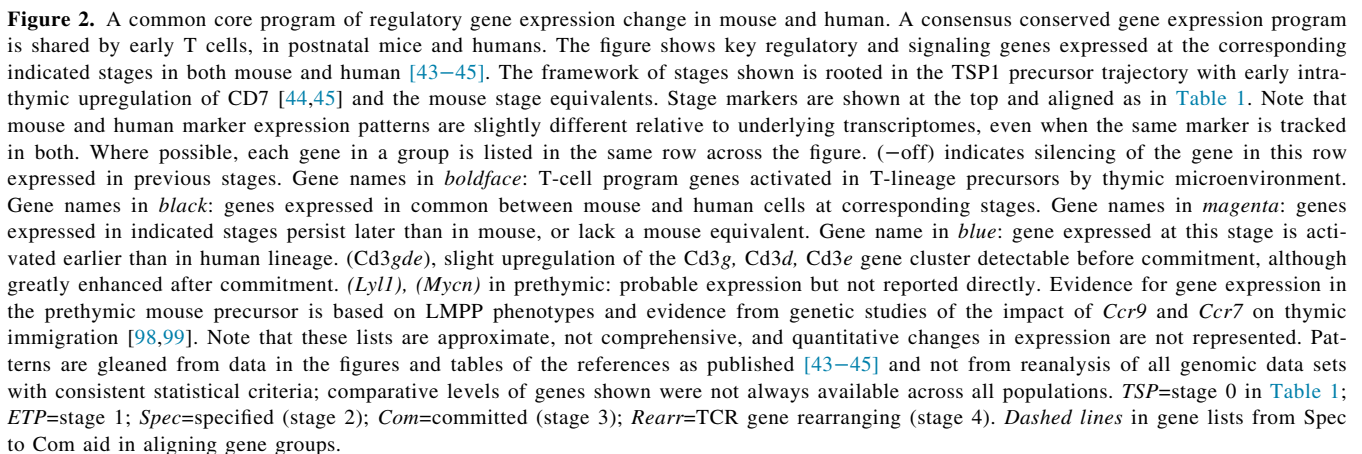 Figure 2. A common core program of regulatory gene expression change in mouse and human. A consensus conserved gene expression program
is shared by early T cells, in postnatal mice and humans. The figure shows key regulatory and signaling genes expressed at the corresponding
indicated stages in both mouse and human [43−45]. The framework of stages shown is rooted in the TSP1 precursor trajectory with early intra-
thymic upregulation of CD7 [44,45] and the mouse stage equivalents. Stage markers are shown at the top and aligned as in Table 1. Note that
mouse and human marker expression patterns are slightly different relative to underlying transcriptomes, even when the same marker is tracked
in both. Where possible, each gene in a group is listed in the same row across the figure. (−off) indicates silencing of the gene in this row
expressed in previous stages. Gene names in boldface: T-cell program genes activated in T-lineage precursors by thymic microenvironment.
Gene names in black: genes expressed in common between mouse and human cells at corresponding stages. Gene names in magenta: genes
expressed in indicated stages persist later than in mouse, or lack a mouse equivalent. Gene name in blue: gene expressed at this stage is acti-
vated earlier than in human lineage. (Cd3gde), slight upregulation of the Cd3g, Cd3d, Cd3e gene cluster detectable before commitment, although
greatly enhanced after commitment. (Lyl1), (Mycn) in prethymic: probable expression but not reported directly. Evidence for gene expression in
the prethymic mouse precursor is based on LMPP phenotypes and evidence from genetic studies of the impact of Ccr9 and Ccr7 on thymic
immigration [98,99]. Note that these lists are approximate, not comprehensive, and quantitative changes in expression are not represented. Pat-
terns are gleaned from data in the figures and tables of the references as published [43−45] and not from reanalysis of all genomic data sets
with consistent statistical criteria; comparative levels of genes shown were not always available across all populations. TSP=stage 0 in Table 1;
ETP=stage 1; Spec=specified (stage 2); Com=committed (stage 3); Rearr=TCR gene rearranging (stage 4). Dashed lines in gene lists from Spec
to Com aid in aligning gene groups.